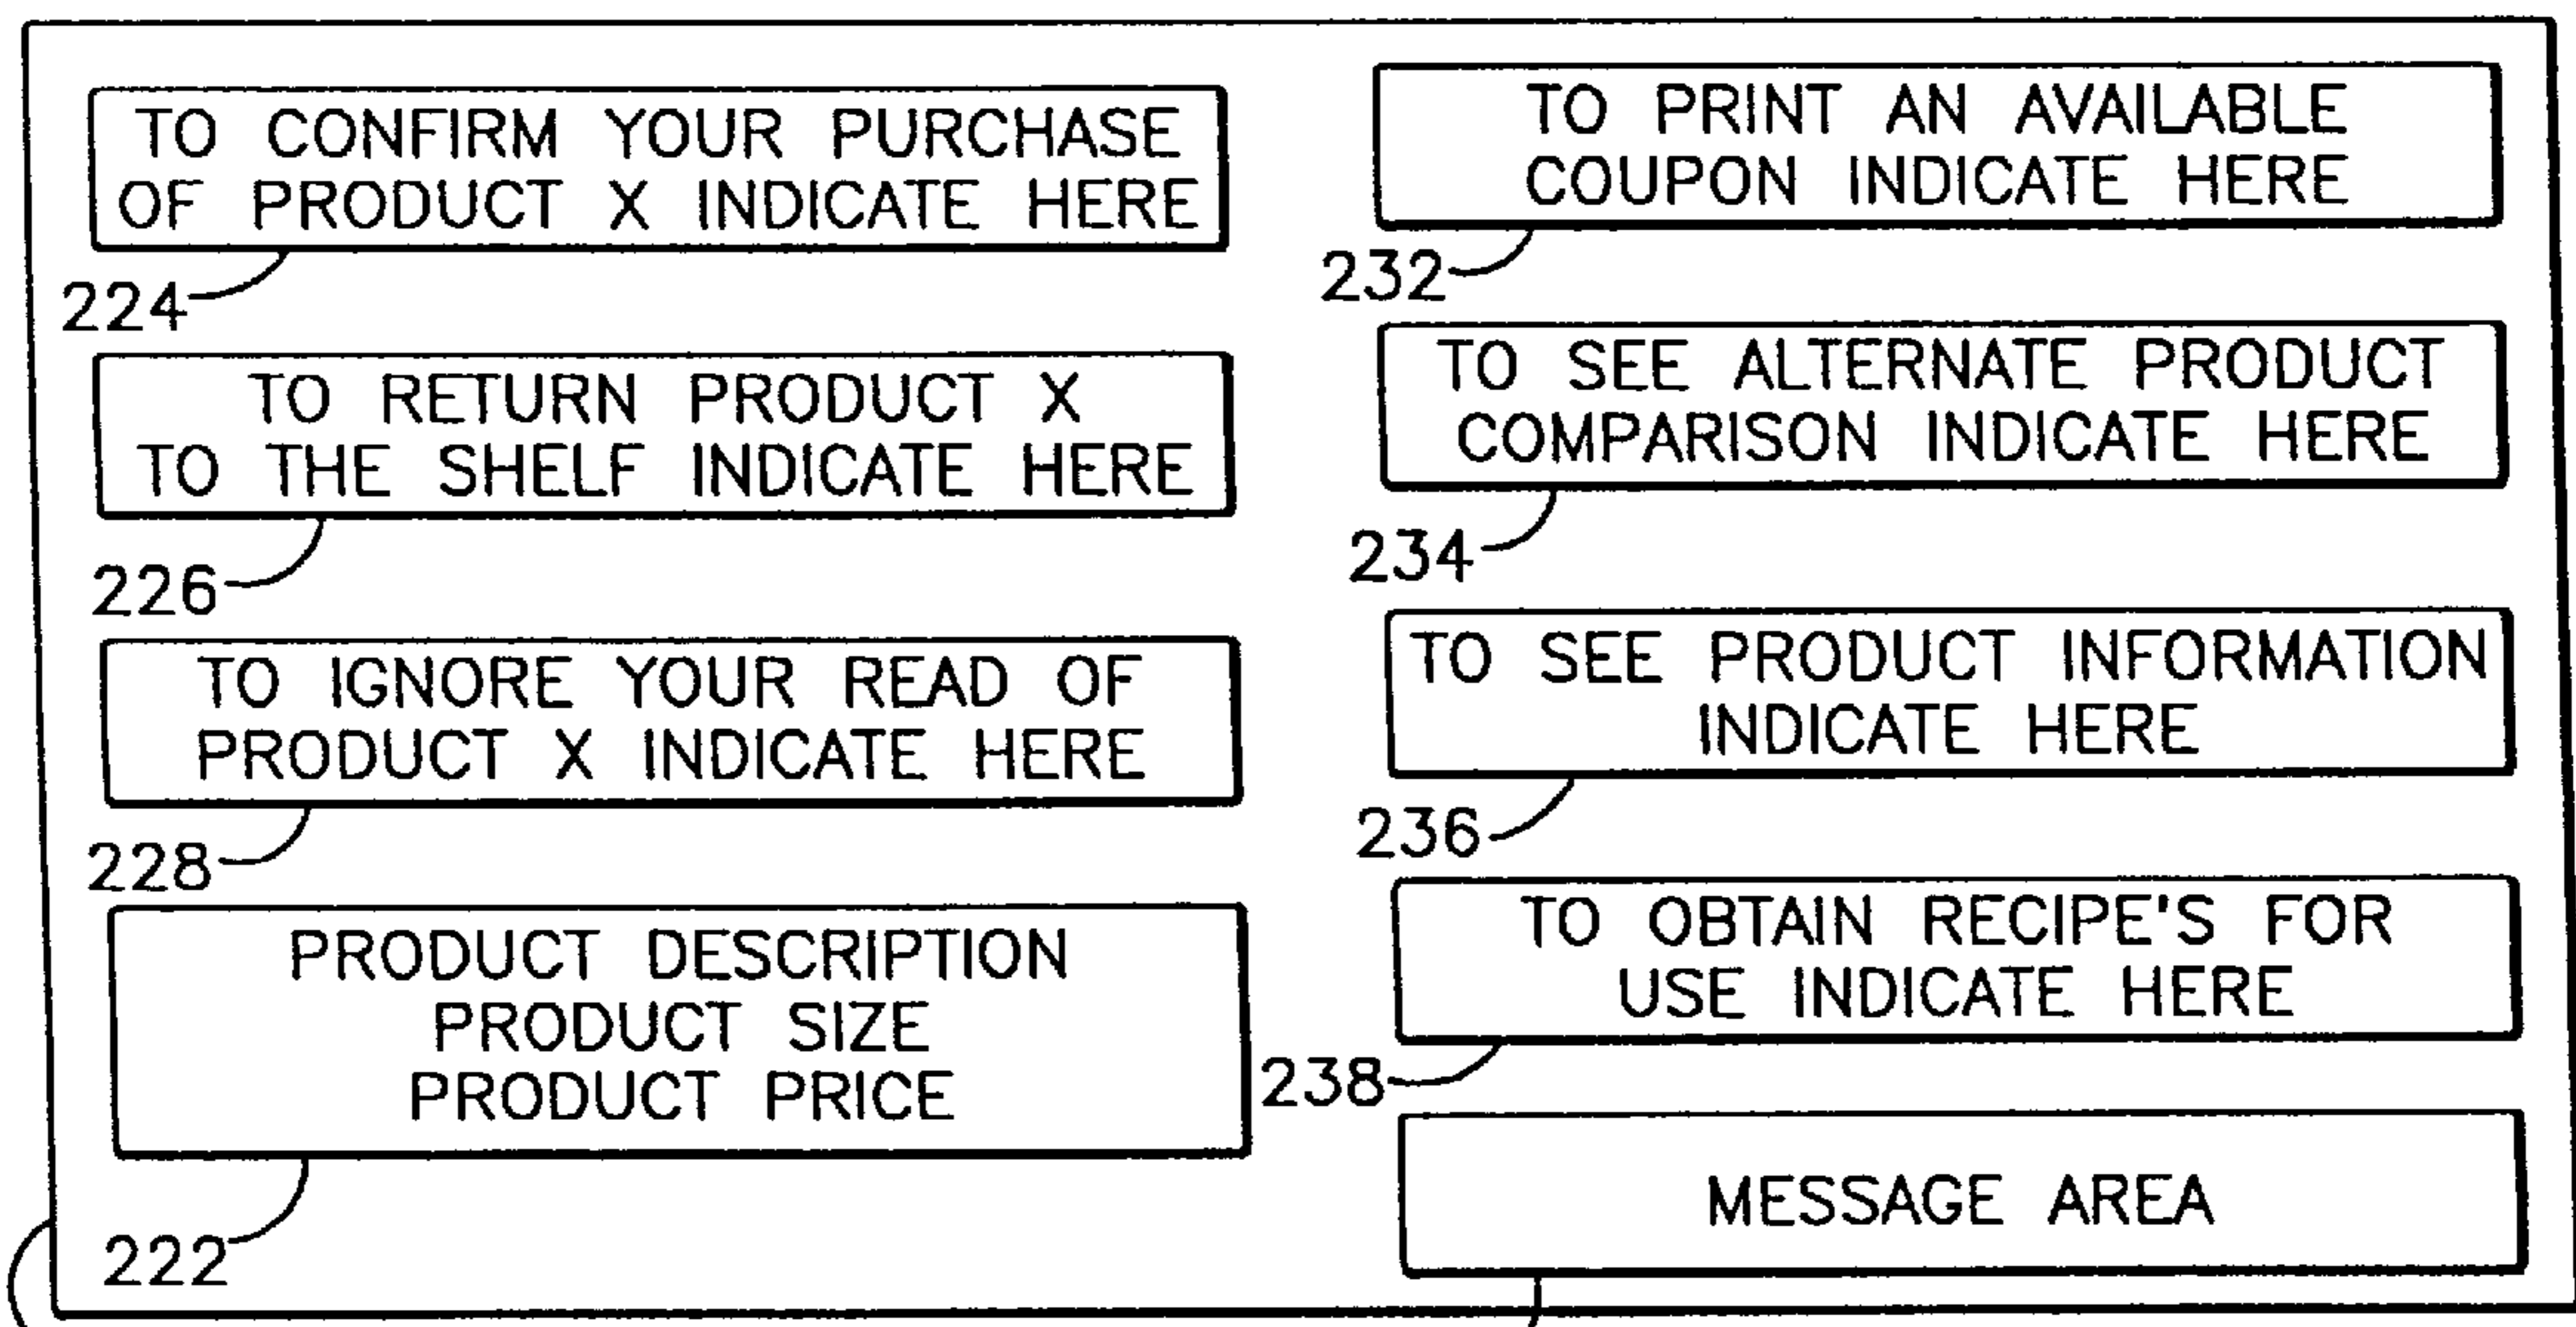 TO CONFIRM YOUR PURCHASE
OF PRODUCT X INDICATE HERE
224
TO RETURN PRODUCT X
TO THE SHELF INDICATE HERE
226
TO IGNORE YOUR READ OF
PRODUCT X INDICATE HERE
228
PRODUCT DESCRIPTION
PRODUCT SIZE
PRODUCT PRICE
222
TO PRINT AN AVAILABLE
COUPON INDICATE HERE
232
TO SEE ALTERNATE PRODUCT
COMPARISON INDICATE HERE
234
TO SEE PRODUCT INFORMATION
INDICATE HERE
236
TO OBTAIN RECIPE'S FOR
USE INDICATE HERE
238
MESSAGE AREA